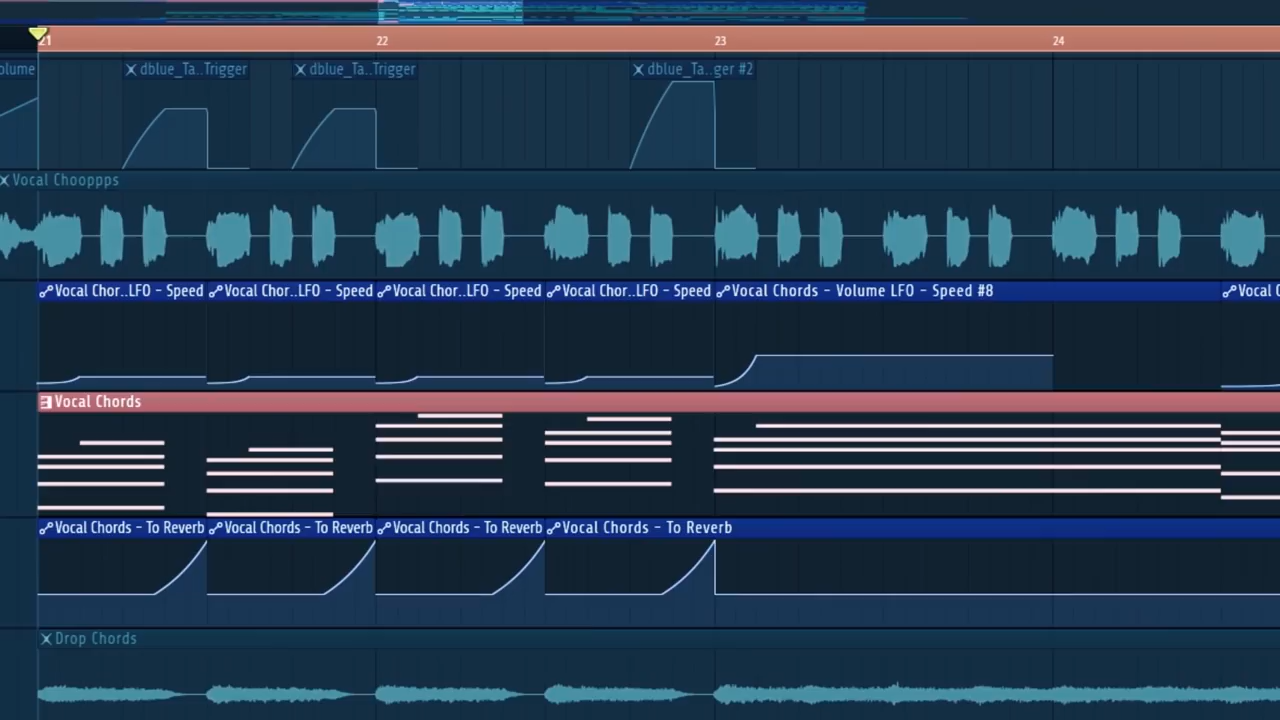 21 22 23 24
olume dblue_Ta..Trigger dblue_Ta..Trigger dblue_Ta..ger #2
Vocal Chooppps
Vocal Chor..LFO - Speed Vocal Chor..LFO - Speed Vocal Chor..LFO - Speed Vocal Chor..LFO - Speed Vocal Chords - Volume LFO - Speed #8 Vocal C
Vocal Chords
Vocal Chords - To Reverb Vocal Chords - To Reverb Vocal Chords - To Reverb Vocal Chords - To Reverb
Drop Chords